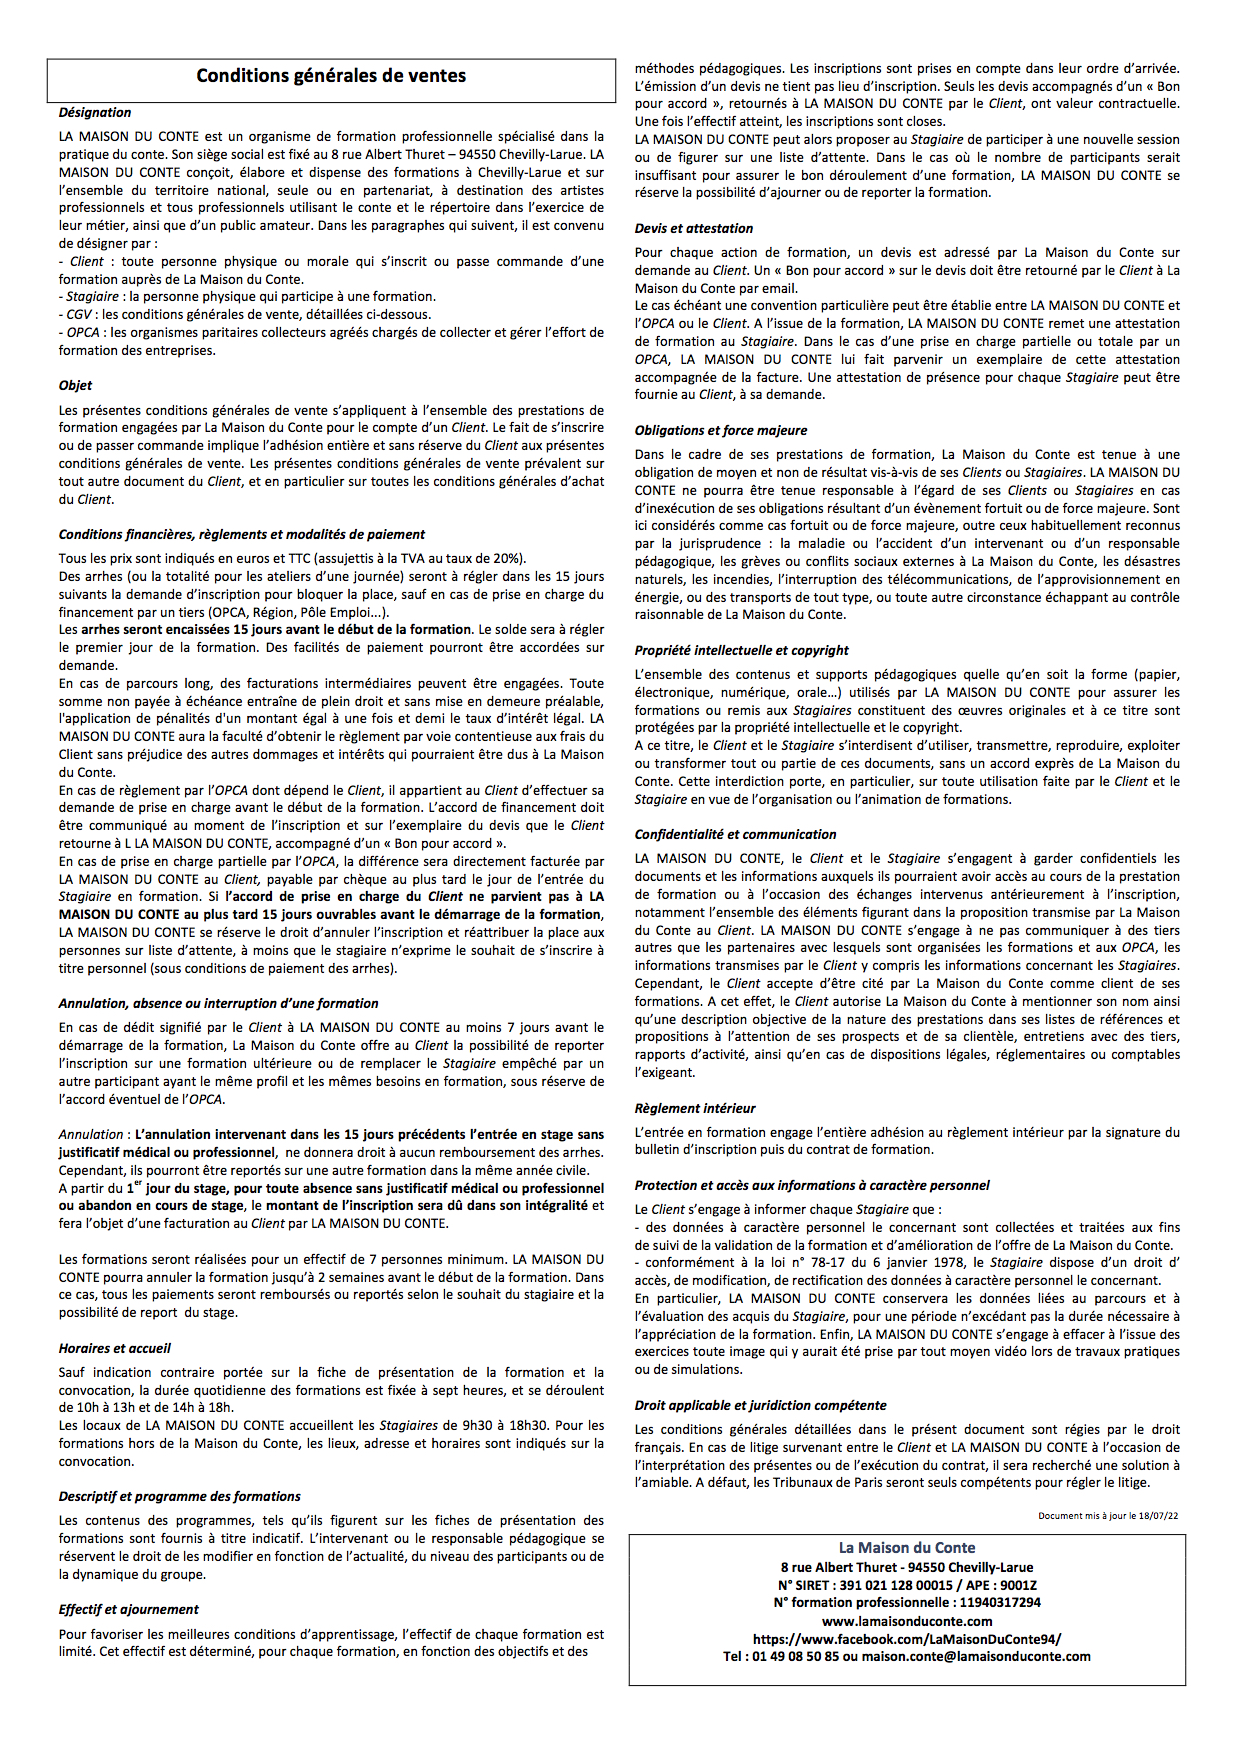 Conditions générales de ventes
Désignation
LA MAISON DU CONTE est un organisme de formation professionnelle spécialisé dans la
pratique du conte. Son siège social est fixé au 8 rue Albert Thuret – 94550 Chevilly-Larue. LA
MAISON DU CONTE conçoit, élabore et dispense des formations à Chevilly-Larue et sur
l’ensemble du territoire national, seule ou en partenariat, à destination des artistes
professionnels et tous professionnels utilisant le conte et le répertoire dans l’exercice de
leur métier, ainsi que d’un public amateur. Dans les paragraphes qui suivent, il est convenu
de désigner par :
- Client : toute personne physique ou morale qui s’inscrit ou passe commande d’une
formation auprès de La Maison du Conte.
- Stagiaire : la personne physique qui participe à une formation.
- CGV : les conditions générales de vente, détaillées ci-dessous.
- OPCA : les organismes paritaires collecteurs agréés chargés de collecter et gérer l’effort de
formation des entreprises.
Objet
Les présentes conditions générales de vente s’appliquent à l’ensemble des prestations de
formation engagées par La Maison du Conte pour le compte d’un Client. Le fait de s’inscrire
ou de passer commande implique l’adhésion entière et sans réserve du Client aux présentes
conditions générales de vente. Les présentes conditions générales de vente prévalent sur
tout autre document du Client, et en particulier sur toutes les conditions générales d’achat
du Client.
Conditions financières, règlements et modalités de paiement
Tous les prix sont indiqués en euros et TTC (assujettis à la TVA au taux de 20%).
Des arrhes (ou la totalité pour les ateliers d’une journée) seront à régler dans les 15 jours
suivants la demande d’inscription pour bloquer la place, sauf en cas de prise en charge du
financement par un tiers (OPCA, Région, Pôle Emploi...).
Les arrhes seront encaissées 15 jours avant le début de la formation. Le solde sera à régler
le premier jour de la formation. Des facilités de paiement pourront être accordées sur
demande.
En cas de parcours long, des facturations intermédiaires peuvent être engagées. Toute
somme non payée à échéance entraîne de plein droit et sans mise en demeure préalable,
l'application de pénalités d'un montant égal à une fois et demi le taux d’intérêt légal. LA
MAISON DU CONTE aura la faculté d’obtenir le règlement par voie contentieuse aux frais du
Client sans préjudice des autres dommages et intérêts qui pourraient être dus à La Maison
du Conte.
En cas de règlement par l’OPCA dont dépend le Client, il appartient au Client d’effectuer sa
demande de prise en charge avant le début de la formation. L’accord de financement doit
être communiqué au moment de l’inscription et sur l’exemplaire du devis que le Client
retourne à L LA MAISON DU CONTE, accompagné d’un « Bon pour accord ».
En cas de prise en charge partielle par l’OPCA, la différence sera directement facturée par
LA MAISON DU CONTE au Client, payable par chèque au plus tard le jour de l’entrée du
Stagiaire en formation. Si l’accord de prise en charge du Client ne parvient pas à LA
MAISON DU CONTE au plus tard 15 jours ouvrables avant le démarrage de la formation,
LA MAISON DU CONTE se réserve le droit d’annuler l’inscription et réattribuer la place aux
personnes sur liste d’attente, à moins que le stagiaire n’exprime le souhait de s’inscrire à
titre personnel (sous conditions de paiement des arrhes).
Annulation, absence ou interruption d’une formation
En cas de dédit signifié par le Client à LA MAISON DU CONTE au moins 7 jours avant le
démarrage de la formation, La Maison du Conte offre au Client la possibilité de reporter
l’inscription sur une formation ultérieure ou de remplacer le Stagiaire empêché par un
autre participant ayant le même profil et les mêmes besoins en formation, sous réserve de
l’accord éventuel de l’OPCA.
Annulation : L’annulation intervenant dans les 15 jours précédents l’entrée en stage sans
justificatif médical ou professionnel, ne donnera droit à aucun remboursement des arrhes.
Cependant, ils pourront être reportés sur une autre formation dans la même année civile.
A partir du 1er jour du stage, pour toute absence sans justificatif médical ou professionnel
ou abandon en cours de stage, le montant de l’inscription sera dû dans son intégralité et
fera l’objet d’une facturation au Client par LA MAISON DU CONTE.
Les formations seront réalisées pour un effectif de 7 personnes minimum. LA MAISON DU
CONTE pourra annuler la formation jusqu’à 2 semaines avant le début de la formation. Dans
ce cas, tous les paiements seront remboursés ou reportés selon le souhait du stagiaire et la
possibilité de report du stage.
Horaires et accueil
Sauf indication contraire portée sur la fiche de présentation de la formation et la
convocation, la durée quotidienne des formations est fixée à sept heures, et se déroulent
de 10h à 13h et de 14h à 18h.
Les locaux de LA MAISON DU CONTE accueillent les Stagiaires de 9h30 à 18h30. Pour les
formations hors de la Maison du Conte, les lieux, adresse et horaires sont indiqués sur la
convocation.
Descriptif et programme des formations
Les contenus des programmes, tels qu’ils figurent sur les fiches de présentation des
formations sont fournis à titre indicatif. L’intervenant ou le responsable pédagogique se
réservent le droit de les modifier en fonction de l’actualité, du niveau des participants ou de
la dynamique du groupe.
Effectif et ajournement
Pour favoriser les meilleures conditions d’apprentissage, l’effectif de chaque formation est
limité. Cet effectif est déterminé, pour chaque formation, en fonction des objectifs et des
méthodes pédagogiques. Les inscriptions sont prises en compte dans leur ordre d’arrivée.
L’émission d’un devis ne tient pas lieu d’inscription. Seuls les devis accompagnés d’un « Bon
pour accord », retournés à LA MAISON DU CONTE par le Client, ont valeur contractuelle.
Une fois l’effectif atteint, les inscriptions sont closes.
LA MAISON DU CONTE peut alors proposer au Stagiaire de participer à une nouvelle session
ou de figurer sur une liste d’attente. Dans le cas où le nombre de participants serait
insuffisant pour assurer le bon déroulement d’une formation, LA MAISON DU CONTE se
réserve la possibilité d’ajourner ou de reporter la formation.
Devis et attestation
Pour chaque action de formation, un devis est adressé par La Maison du Conte sur
demande au Client. Un « Bon pour accord » sur le devis doit être retourné par le Client à La
Maison du Conte par email.
Le cas échéant une convention particulière peut être établie entre LA MAISON DU CONTE et
l’OPCA ou le Client. A l’issue de la formation, LA MAISON DU CONTE remet une attestation
de formation au Stagiaire. Dans le cas d’une prise en charge partielle ou totale par un
OPCA, LA MAISON DU CONTE lui fait parvenir un exemplaire de cette attestation
accompagnée de la facture. Une attestation de présence pour chaque Stagiaire peut être
fournie au Client, à sa demande.
Obligations et force majeure
Dans le cadre de ses prestations de formation, La Maison du Conte est tenue à une
obligation de moyen et non de résultat vis-à-vis de ses Clients ou Stagiaires. LA MAISON DU
CONTE ne pourra être tenue responsable à l’égard de ses Clients ou Stagiaires en cas
d’inexécution de ses obligations résultant d’un évènement fortuit ou de force majeure. Sont
ici considérés comme cas fortuit ou de force majeure, outre ceux habituellement reconnus
par la jurisprudence : la maladie ou l’accident d’un intervenant ou d’un responsable
pédagogique, les grèves ou conflits sociaux externes à La Maison du Conte, les désastres
naturels, les incendies, l’interruption des télécommunications, de l’approvisionnement en
énergie, ou des transports de tout type, ou toute autre circonstance échappant au contrôle
raisonnable de La Maison du Conte.
Propriété intellectuelle et copyright
L’ensemble des contenus et supports pédagogiques quelle qu’en soit la forme (papier,
électronique, numérique, orale…) utilisés par LA MAISON DU CONTE pour assurer les
formations ou remis aux Stagiaires constituent des œuvres originales et à ce titre sont
protégées par la propriété intellectuelle et le copyright.
A ce titre, le Client et le Stagiaire s’interdisent d’utiliser, transmettre, reproduire, exploiter
ou transformer tout ou partie de ces documents, sans un accord exprès de La Maison du
Conte. Cette interdiction porte, en particulier, sur toute utilisation faite par le Client et le
Stagiaire en vue de l’organisation ou l’animation de formations.
Confidentialité et communication
LA MAISON DU CONTE, le Client et le Stagiaire s’engagent à garder confidentiels les
documents et les informations auxquels ils pourraient avoir accès au cours de la prestation
de formation ou à l’occasion des échanges intervenus antérieurement à l’inscription,
notamment l’ensemble des éléments figurant dans la proposition transmise par La Maison
du Conte au Client. LA MAISON DU CONTE s’engage à ne pas communiquer à des tiers
autres que les partenaires avec lesquels sont organisées les formations et aux OPCA, les
informations transmises par le Client y compris les informations concernant les Stagiaires.
Cependant, le Client accepte d’être cité par La Maison du Conte comme client de ses
formations. A cet effet, le Client autorise La Maison du Conte à mentionner son nom ainsi
qu’une description objective de la nature des prestations dans ses listes de références et
propositions à l’attention de ses prospects et de sa clientèle, entretiens avec des tiers,
rapports d’activité, ainsi qu’en cas de dispositions légales, réglementaires ou comptables
l’exigeant.
Règlement intérieur
L’entrée en formation engage l’entière adhésion au règlement intérieur par la signature du
bulletin d’inscription puis du contrat de formation.
Protection et accès aux informations à caractère personnel
Le Client s’engage à informer chaque Stagiaire que :
- des données à caractère personnel le concernant sont collectées et traitées aux fins
de suivi de la validation de la formation et d’amélioration de l’offre de La Maison du Conte.
- conformément à la loi n° 78-17 du 6 janvier 1978, le Stagiaire dispose d’un droit d’
accès, de modification, de rectification des données à caractère personnel le concernant.
En particulier, LA MAISON DU CONTE conservera les données liées au parcours et à
l’évaluation des acquis du Stagiaire, pour une période n’excédant pas la durée nécessaire à
l’appréciation de la formation. Enfin, LA MAISON DU CONTE s’engage à effacer à l’issue des
exercices toute image qui y aurait été prise par tout moyen vidéo lors de travaux pratiques
ou de simulations.
Droit applicable et juridiction compétente
Les conditions générales détaillées dans le présent document sont régies par le droit
français. En cas de litige survenant entre le Client et LA MAISON DU CONTE à l’occasion de
l’interprétation des présentes ou de l’exécution du contrat, il sera recherché une solution à
l’amiable. A défaut, les Tribunaux de Paris seront seuls compétents pour régler le litige.
Document mis à jour le 18/07/22
La Maison du Conte
8 rue Albert Thuret - 94550 Chevilly-Larue
N° SIRET : 391 021 128 00015 / APE : 9001Z
N° formation professionnelle : 11940317294
www.lamaisonduconte.com
https://www.facebook.com/LaMaisonDuConte94/
Tel : 01 49 08 50 85 ou maison.conte@lamaisonduconte.com